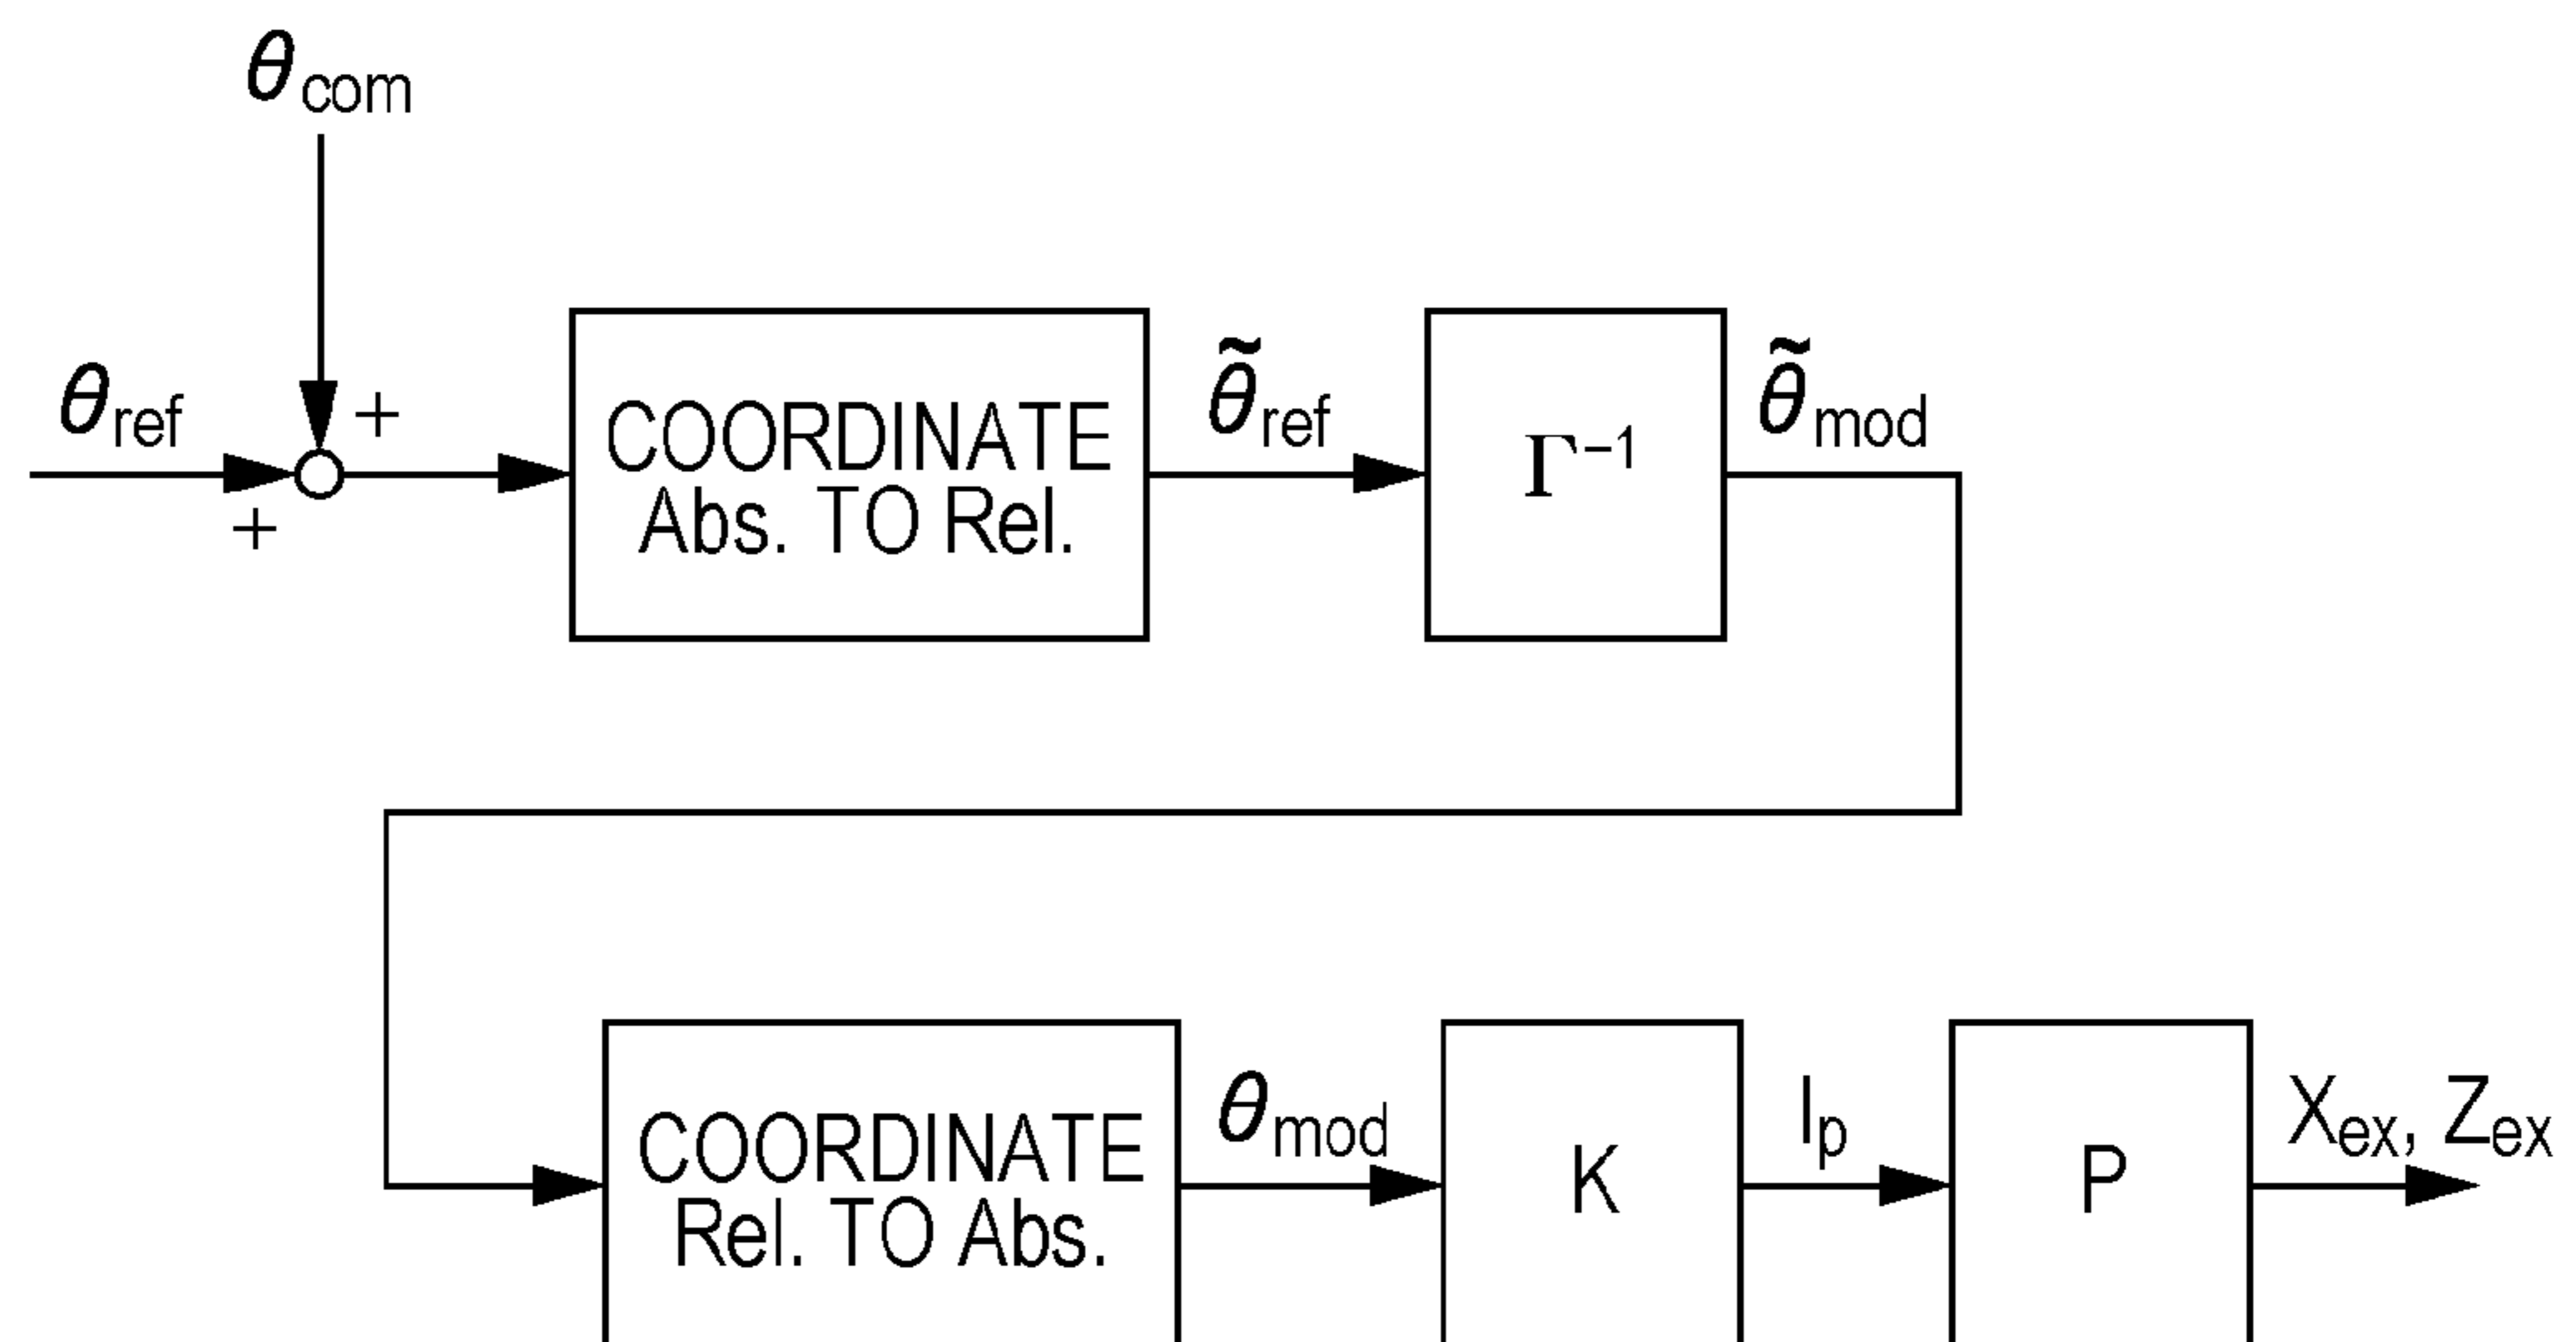 θcom
θref
+
+
COORDINATE
Abs. TO Rel.
θ̃ref
Γ−1
θ̃mod
COORDINATE
Rel. TO Abs.
θmod
K
Ip
P
Xex, Zex